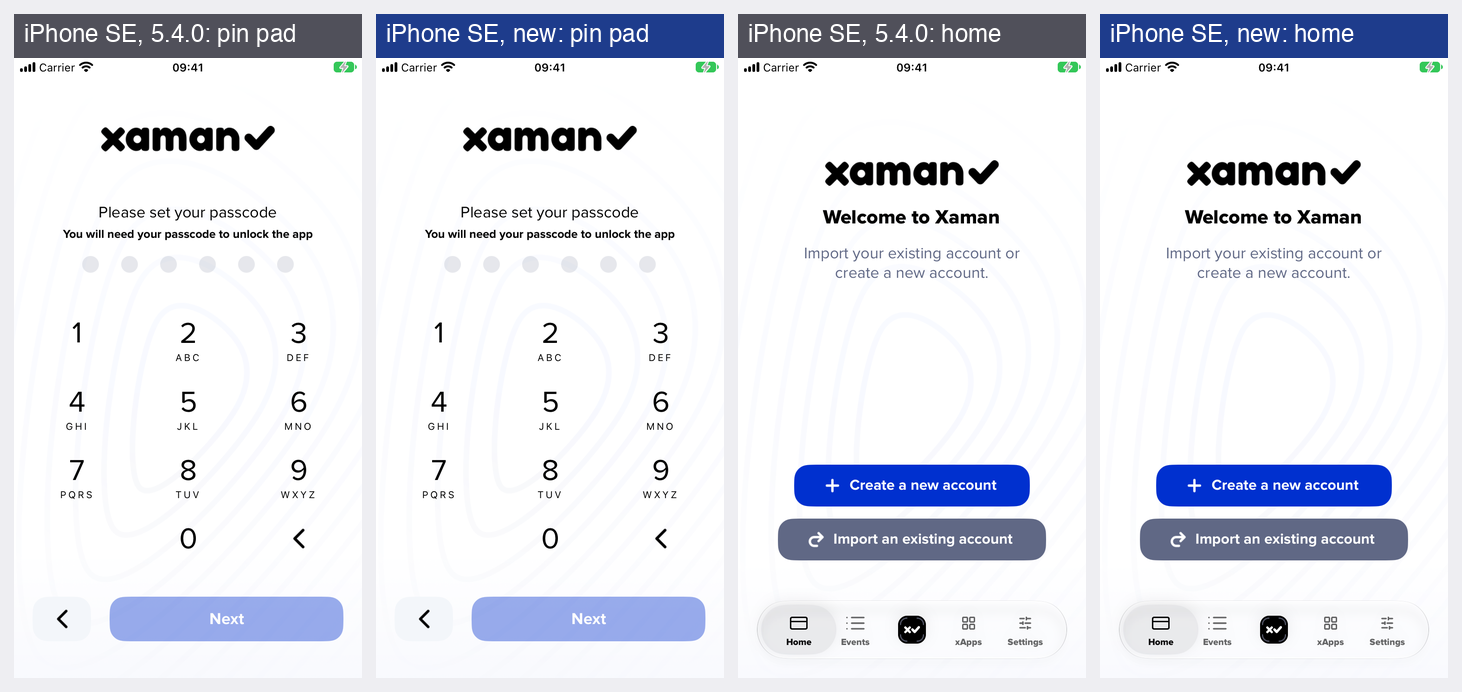 iPhone SE, 5.4.0: pin pad
Carrier 09:41
xaman
Please set your passcode
You will need your passcode to unlock the app
1 2 3
ABC DEF
4 5 6
GHI JKL MNO
7 8 9
PQRS TUV WXYZ
0
Next
iPhone SE, new: pin pad
Carrier 09:41
xaman
Please set your passcode
You will need your passcode to unlock the app
1 2 3
ABC DEF
4 5 6
GHI JKL MNO
7 8 9
PQRS TUV WXYZ
0
Next
iPhone SE, 5.4.0: home
Carrier 09:41
xaman
Welcome to Xaman
Import your existing account or
create a new account.
Create a new account
Import an existing account
Home Events xApps Settings
iPhone SE, new: home
Carrier 09:41
xaman
Welcome to Xaman
Import your existing account or
create a new account.
Create a new account
Import an existing account
Home Events xApps Settings